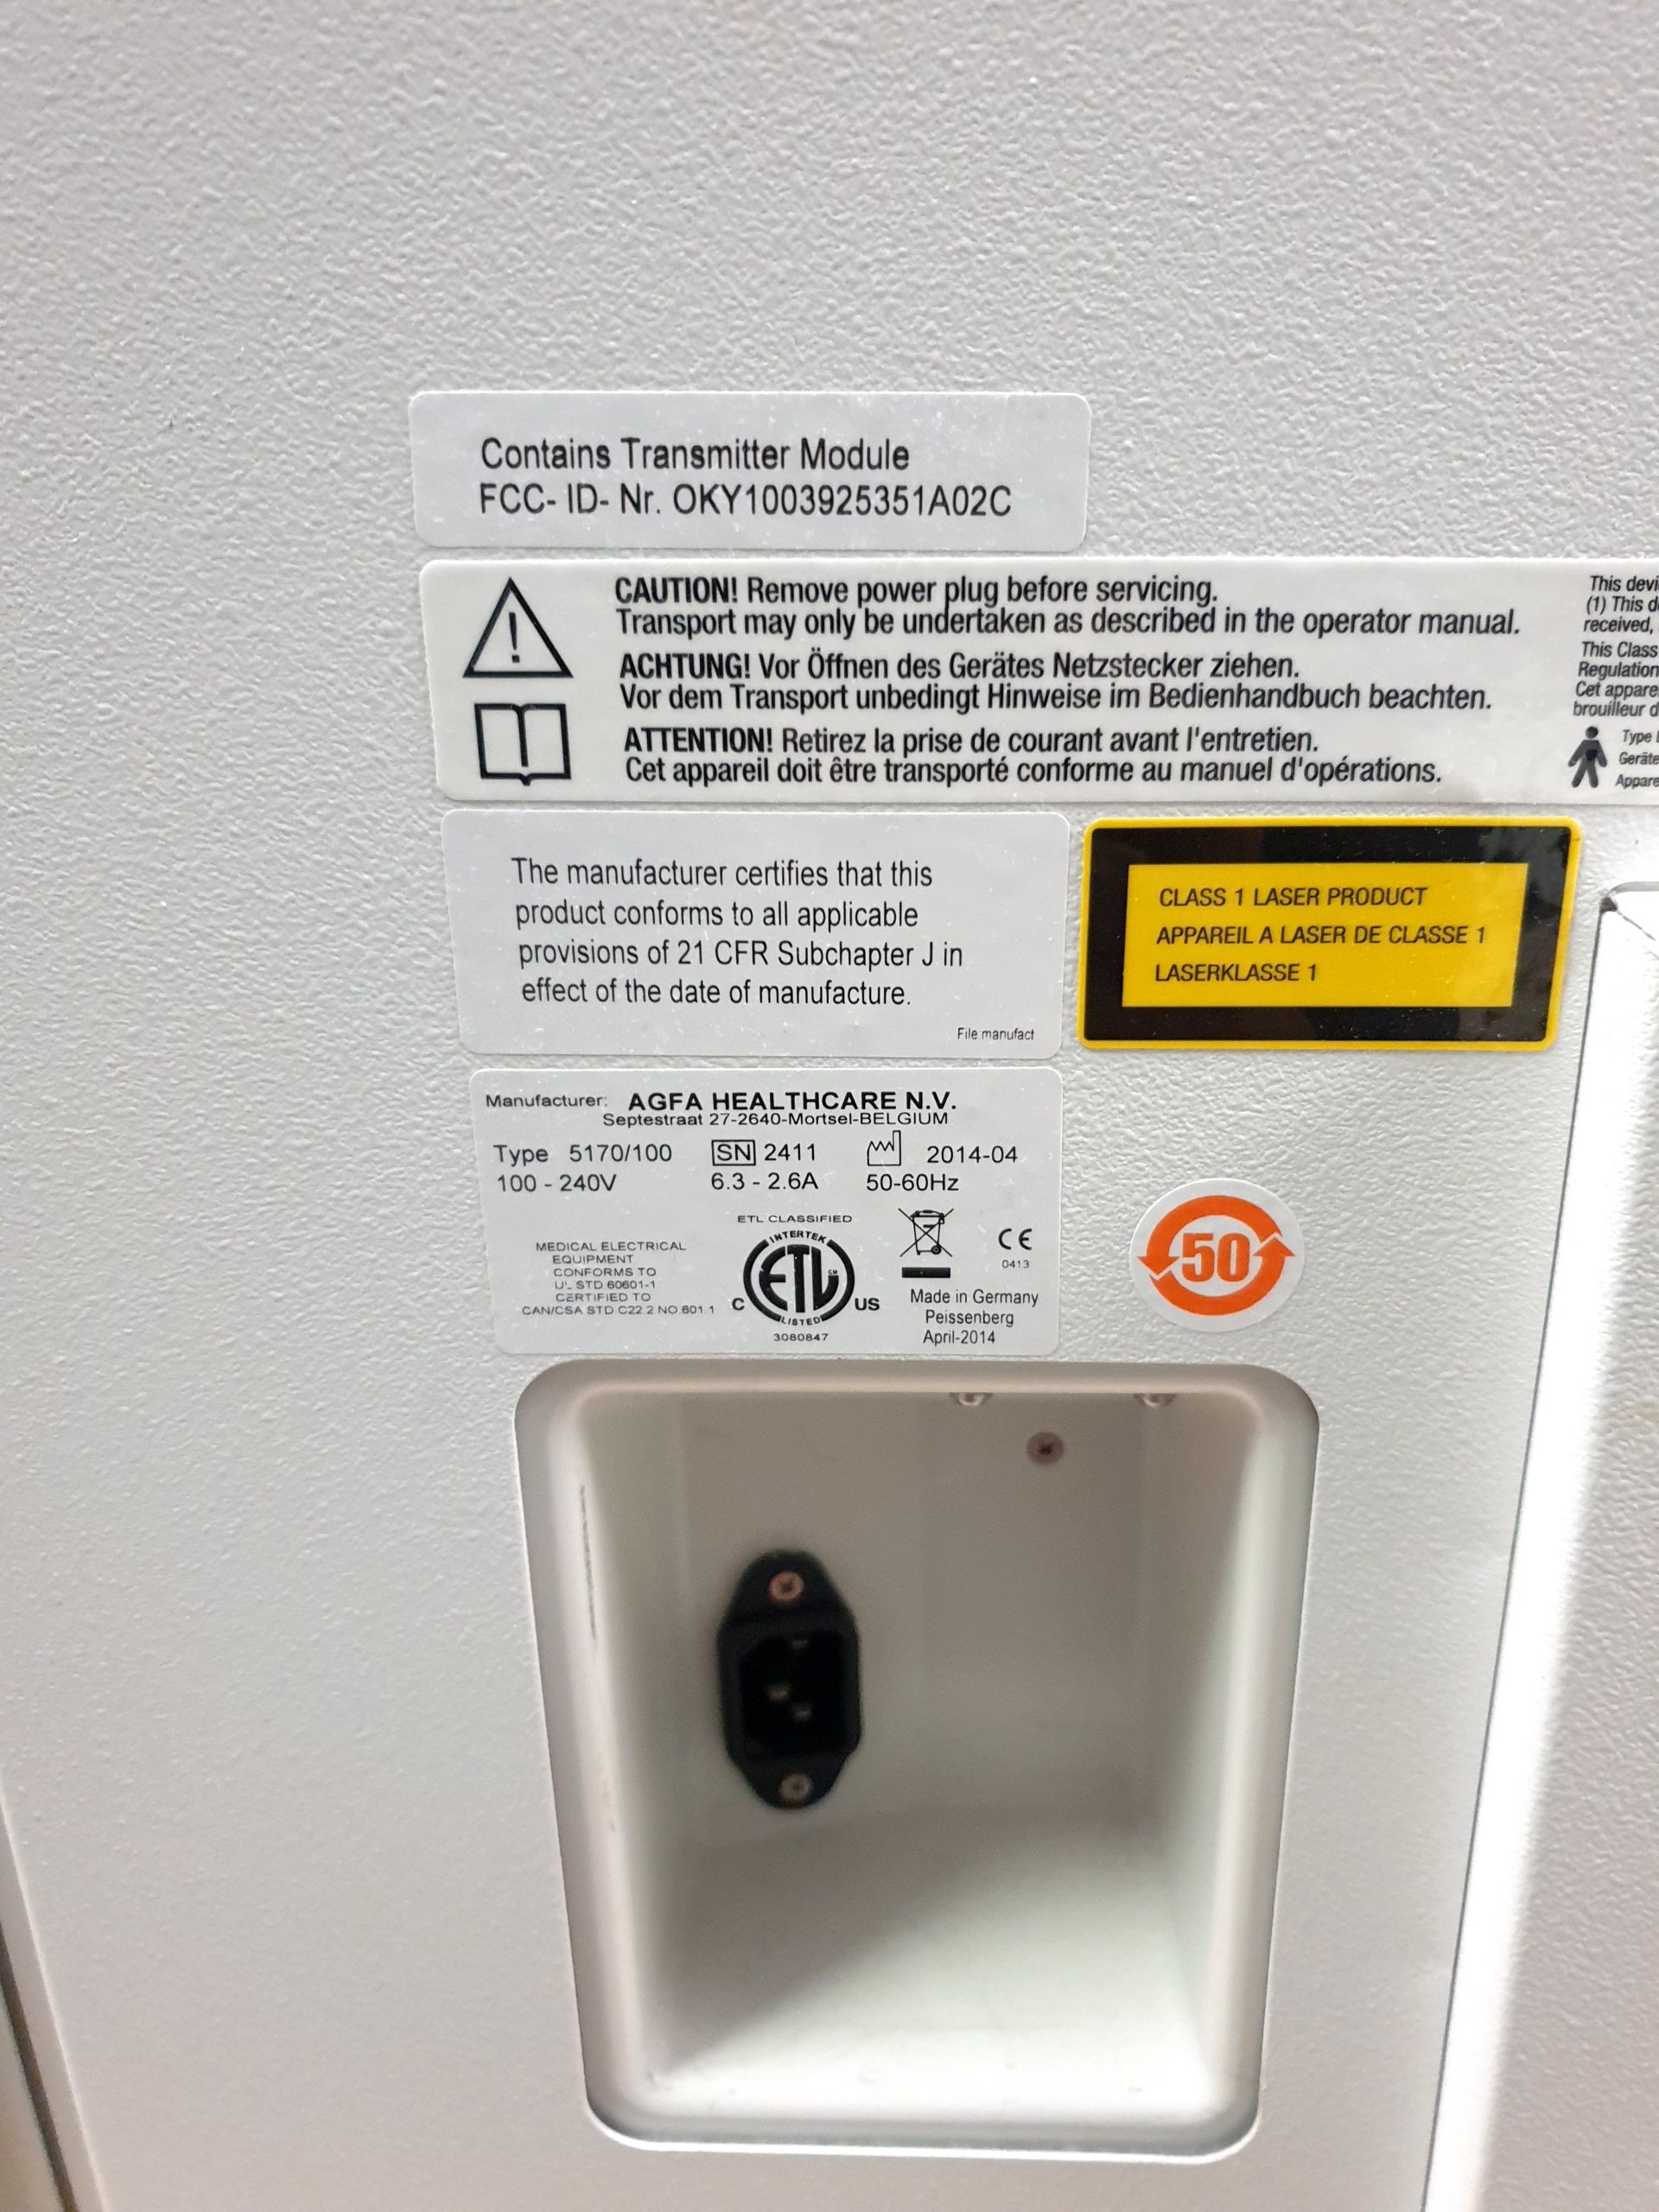 Contains Transmitter Module
FCC- ID- Nr. OKY1003925351A02C
CAUTION! Remove power plug before servicing.
Transport may only be undertaken as described in the operator manual.
ACHTUNG! Vor Öffnen des Gerätes Netzstecker ziehen.
Vor dem Transport unbedingt Hinweise im Bedienhandbuch beachten.
ATTENTION! Retirez la prise de courant avant l'entretien.
Cet appareil doit être transporté conforme au manuel d'opérations.
This devi
(1) This d
received,
This Class
Regulation
Cet appare
brouilleur d
Type
Geräte
Appare
The manufacturer certifies that this
product conforms to all applicable
provisions of 21 CFR Subchapter J in
effect of the date of manufacture.
File manufact
CLASS 1 LASER PRODUCT
APPAREIL A LASER DE CLASSE 1
LASERKLASSE 1
Manufacturer: AGFA HEALTHCARE N.V.
Septestraat 27-2640-Mortsel-BELGIUM
Type 5170/100 SN 2411 2014-04
100 - 240V 6.3 - 2.6A 50-60Hz
MEDICAL ELECTRICAL
EQUIPMENT
CONFORMS TO
UL STD 60601-1
CERTIFIED TO
CAN/CSA STD C22.2 NO.601.1
ETL CLASSIFIED
INTERTEK
ETL CM
C US
LISTED
3080847
CE
0413
Made in Germany
Peissenberg
April-2014
50